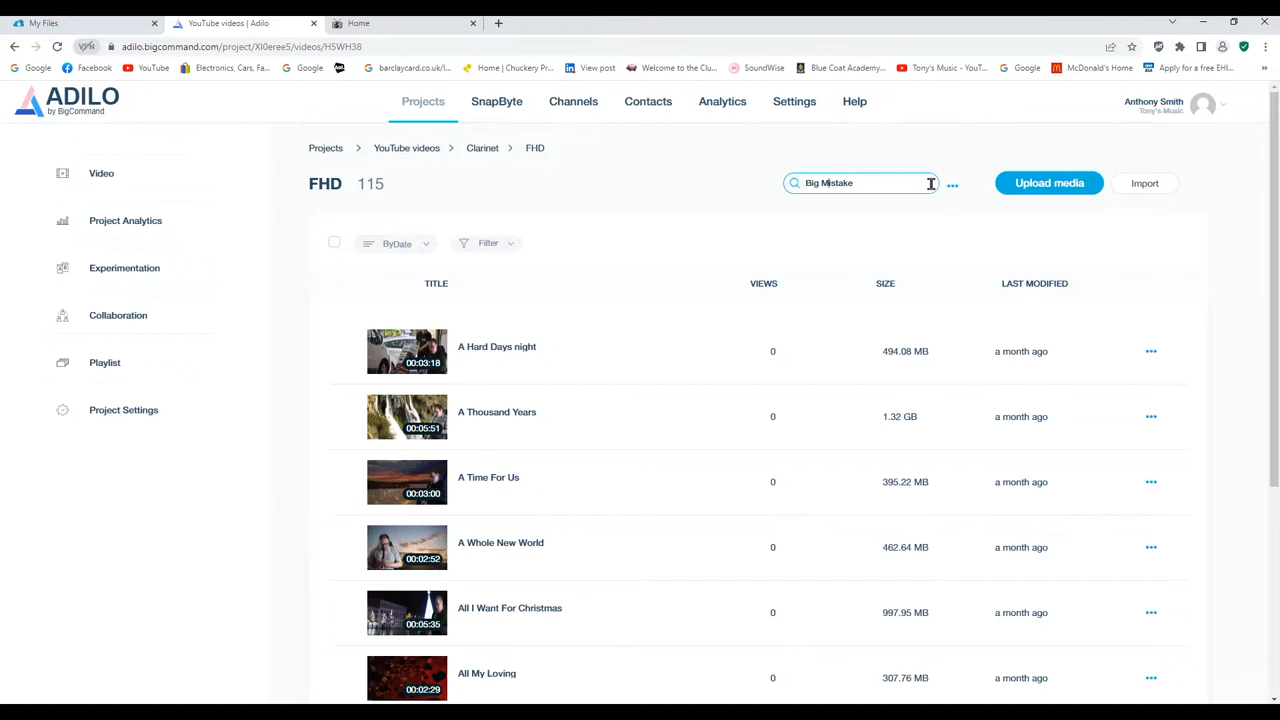 My Files
YouTube videos | Adilo
Home
adilo.bigcommand.com/project/Xl0eree5/videos/H5WH38
Google
Facebook
YouTube
Electronics, Cars, Fa...
Google
barclaycard.co.uk/l...
Home | Chuckery Pr...
View post
Welcome to the Clu...
SoundWise
Blue Coat Academy...
Tony's Music - YouT...
Google
McDonald's Home
Apply for a free EHI...
ADILO
by BigCommand
Projects
SnapByte
Channels
Contacts
Analytics
Settings
Help
Anthony Smith
Tony's Music
Video
Project Analytics
Experimentation
Collaboration
Playlist
Project Settings
Projects > YouTube videos > Clarinet > FHD
FHD 115
Big Mistake
Upload media
Import
ByDate
Filter
TITLE VIEWS SIZE LAST MODIFIED
00:03:18 A Hard Days night 0 494.08 MB a month ago
00:05:51 A Thousand Years 0 1.32 GB a month ago
00:03:00 A Time For Us 0 395.22 MB a month ago
00:02:52 A Whole New World 0 462.64 MB a month ago
00:05:35 All I Want For Christmas 0 997.95 MB a month ago
00:02:29 All My Loving 0 307.76 MB a month ago